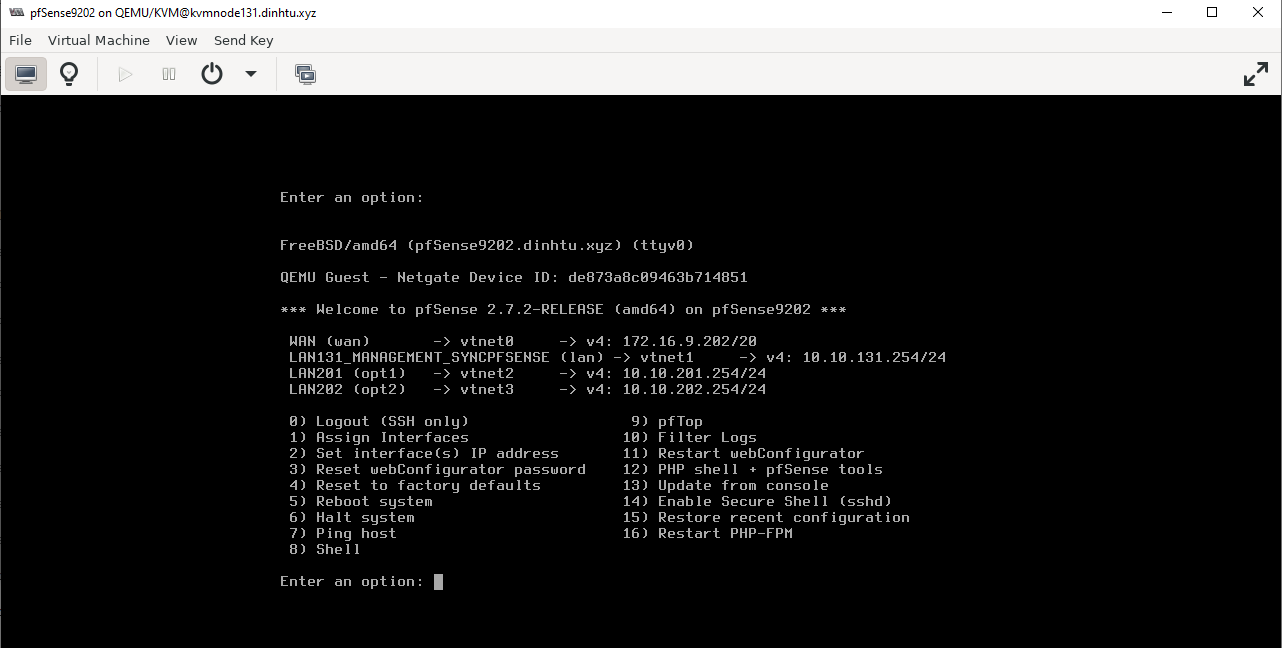 pfSense9202 on QEMU/KVM@kvmnode131.dinhtu.xyz
File Virtual Machine View Send Key
Enter an option:
FreeBSD/amd64 (pfSense9202.dinhtu.xyz) (ttyv0)
QEMU Guest - Netgate Device ID: de873a8c09463b714851
*** Welcome to pfSense 2.7.2-RELEASE (amd64) on pfSense9202 ***
WAN (wan) -> vtnet0 -> v4: 172.16.9.202/20
LAN131_MANAGEMENT_SYNCPFSENSE (lan) -> vtnet1 -> v4: 10.10.131.254/24
LAN201 (opt1) -> vtnet2 -> v4: 10.10.201.254/24
LAN202 (opt2) -> vtnet3 -> v4: 10.10.202.254/24
0) Logout (SSH only) 9) pfTop
1) Assign Interfaces 10) Filter Logs
2) Set interface(s) IP address 11) Restart webConfigurator
3) Reset webConfigurator password 12) PHP shell + pfSense tools
4) Reset to factory defaults 13) Update from console
5) Reboot system 14) Enable Secure Shell (sshd)
6) Halt system 15) Restore recent configuration
7) Ping host 16) Restart PHP-FPM
8) Shell
Enter an option: